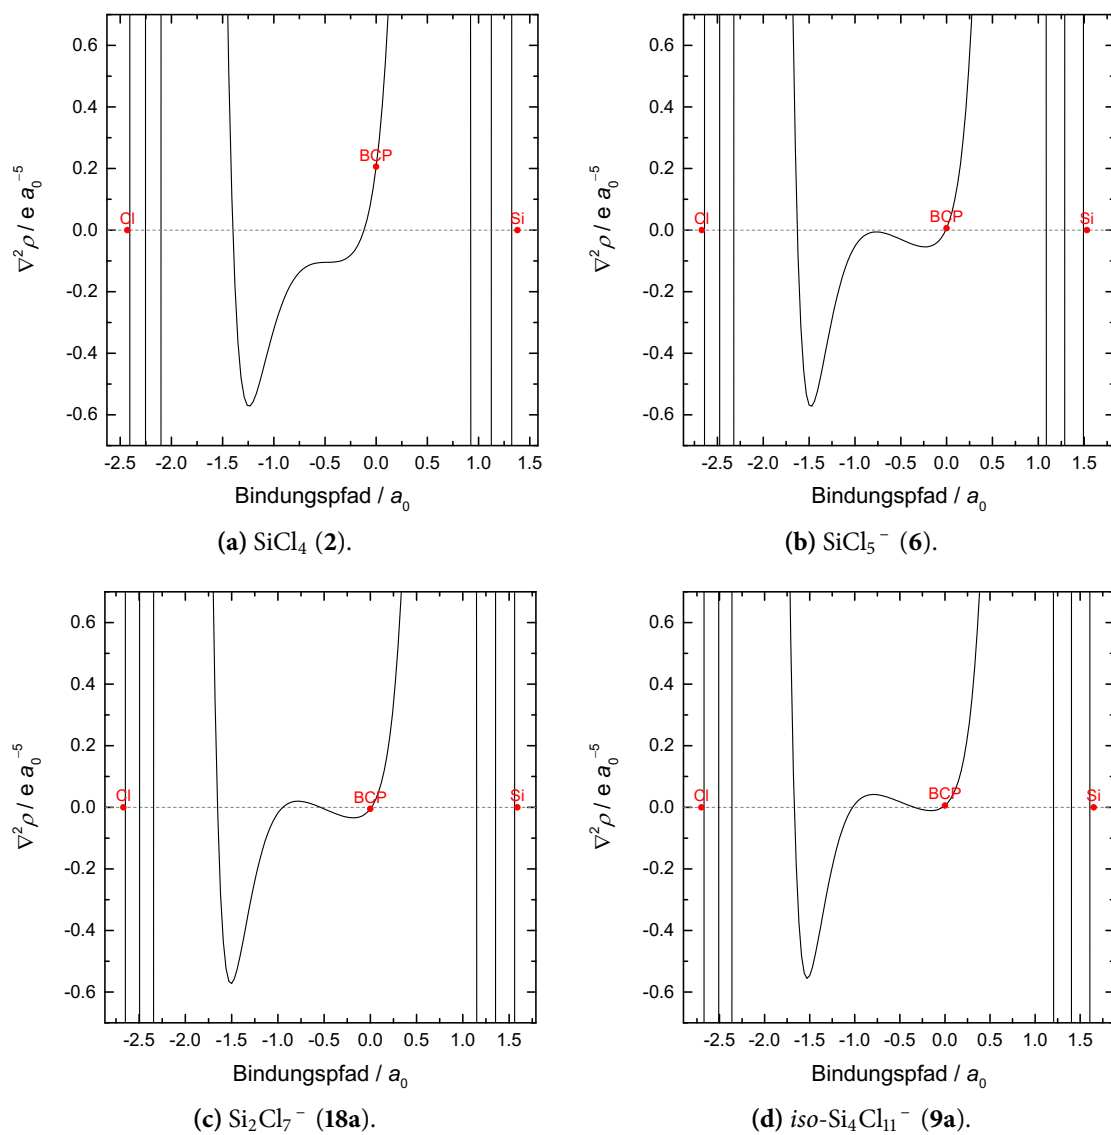 0.6
0.4
0.2
0.0
-0.2
-0.4
-0.6
∇²ρ / e a₀⁻⁵
Cl
BCP
Si
-2.5 -2.0 -1.5 -1.0 -0.5 0.0 0.5 1.0 1.5
Bindungspfad / a₀
(a) SiCl₄ (2).
0.6
0.4
0.2
0.0
-0.2
-0.4
-0.6
∇²ρ / e a₀⁻⁵
Cl
BCP
Si
-2.5 -2.0 -1.5 -1.0 -0.5 0.0 0.5 1.0 1.5
Bindungspfad / a₀
(b) SiCl₅⁻ (6).
0.6
0.4
0.2
0.0
-0.2
-0.4
-0.6
∇²ρ / e a₀⁻⁵
Cl
BCP
Si
-2.5 -2.0 -1.5 -1.0 -0.5 0.0 0.5 1.0 1.5
Bindungspfad / a₀
(c) Si₂Cl₇⁻ (18a).
0.6
0.4
0.2
0.0
-0.2
-0.4
-0.6
∇²ρ / e a₀⁻⁵
Cl
BCP
Si
-2.5 -2.0 -1.5 -1.0 -0.5 0.0 0.5 1.0 1.5
Bindungspfad / a₀
(d) iso-Si₄Cl₁₁⁻ (9a).